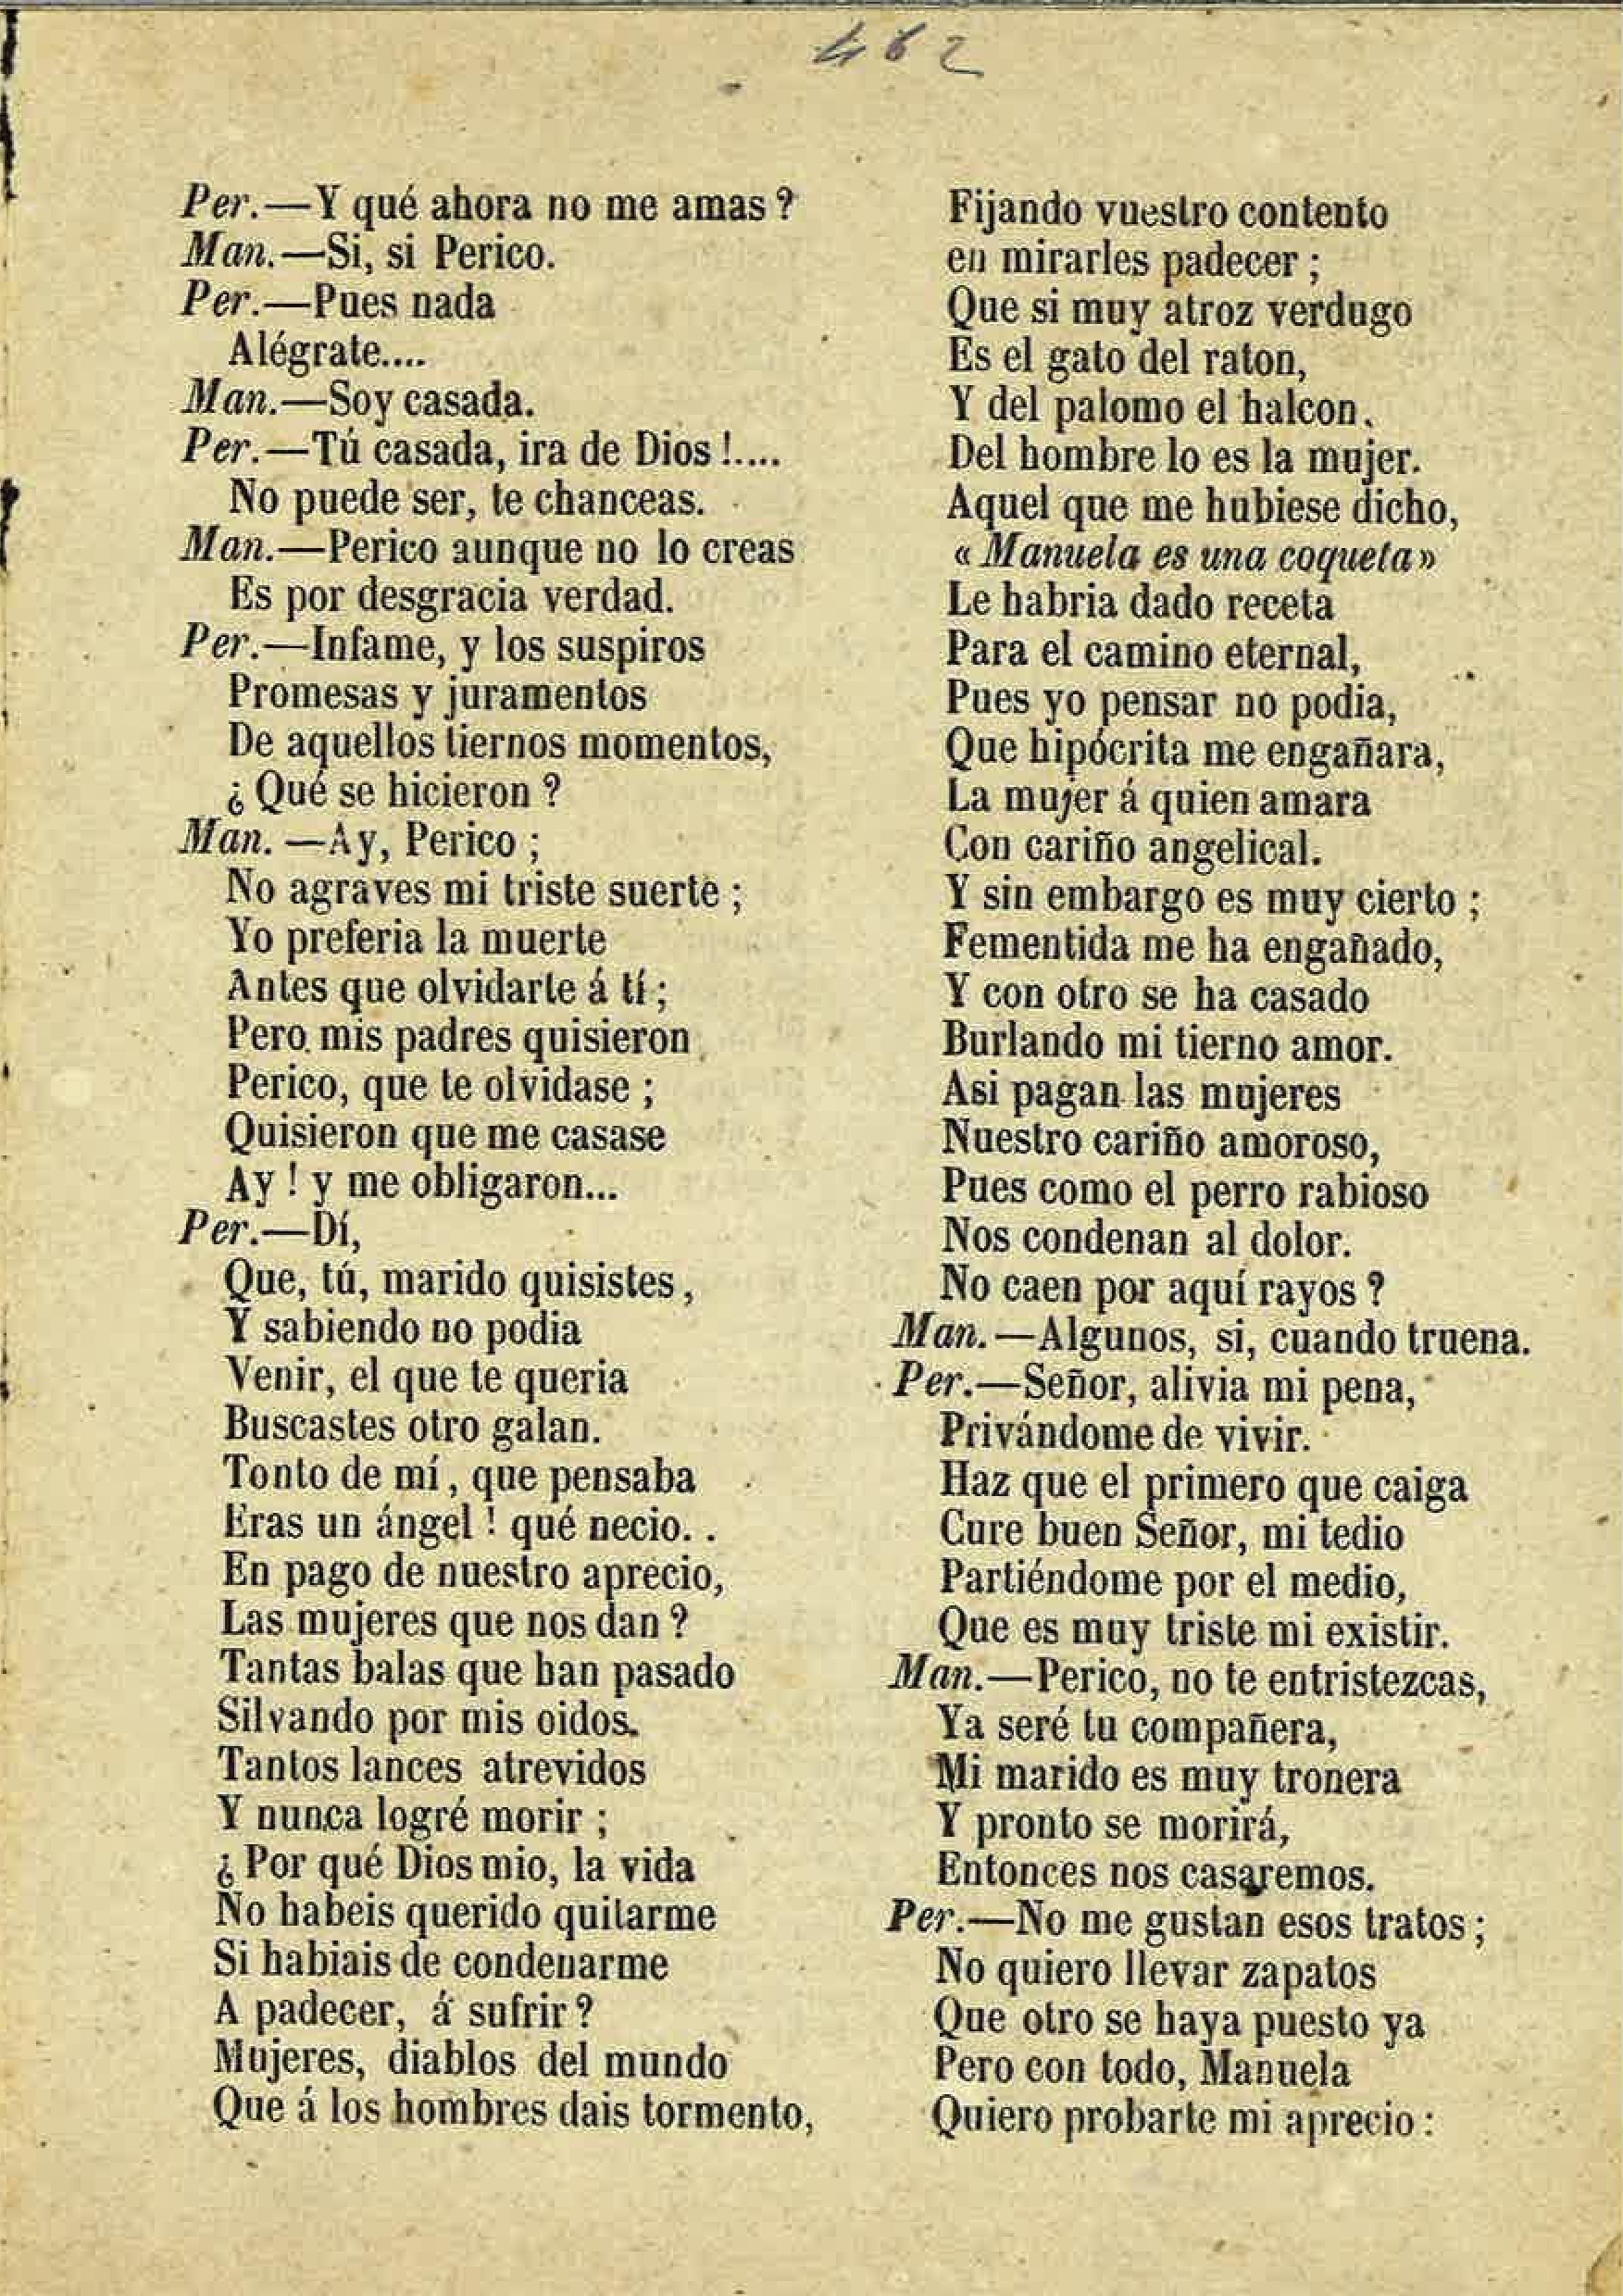 462
Per.—Y qué ahora no me amas ?
Man.—Si, si Perico.
Per.—Pues nada
Alégrate....
Man.—Soy casada.
Per.—Tú casada, ira de Dios !....
No puede ser, te chanceas.
Man.—Perico aunque no lo creas
Es por desgracia verdad.
Per.—Infame, y los suspiros
Promesas y juramentos
De aquellos tiernos momentos,
¿ Qué se hicieron ?
Man. —Ay, Perico ;
No agraves mi triste suerte ;
Yo preferia la muerte
Antes que olvidarte á tí ;
Pero mis padres quisieron
Perico, que te olvidase ;
Quisieron que me casase
Ay ! y me obligaron...
Per.—Dí,
Que, tú, marido quisistes,
Y sabiendo no podia
Venir, el que te queria
Buscastes otro galan.
Tonto de mí, que pensaba
Eras un ángel ! qué necio. .
En pago de nuestro aprecio,
Las mujeres que nos dan ?
Tantas balas que han pasado
Silvando por mis oidos.
Tantos lances atrevidos
Y nunca logré morir ;
¿ Por qué Dios mio, la vida
No habeis querido quitarme
Si habiais de condenarme
A padecer, á sufrir ?
Mujeres, diablos del mundo
Que á los hombres dais tormento,
Fijando vuestro contento
en mirarles padecer ;
Que si muy atroz verdugo
Es el gato del raton,
Y del palomo el halcon.
Del hombre lo es la mujer.
Aquel que me hubiese dicho,
« Manuela es una coqueta »
Le habria dado receta
Para el camino eternal,
Pues yo pensar no podia,
Que hipócrita me engañara,
La mujer á quien amara
Con cariño angelical.
Y sin embargo es muy cierto ;
Fementida me ha engañado,
Y con otro se ha casado
Burlando mi tierno amor.
Asi pagan las mujeres
Nuestro cariño amoroso,
Pues como el perro rabioso
Nos condenan al dolor.
No caen por aquí rayos ?
Man.—Algunos, si, cuando truena.
Per.—Señor, alivia mi pena,
Privándome de vivir.
Haz que el primero que caiga
Cure buen Señor, mi tedio
Partiéndome por el medio,
Que es muy triste mi existir.
Man.—Perico, no te entristezcas,
Ya seré tu compañera,
Mi marido es muy tronera
Y pronto se morirá,
Entonces nos casaremos.
Per.—No me gustan esos tratos ;
No quiero llevar zapatos
Que otro se haya puesto ya
Pero con todo, Manuela
Quiero probarte mi aprecio :